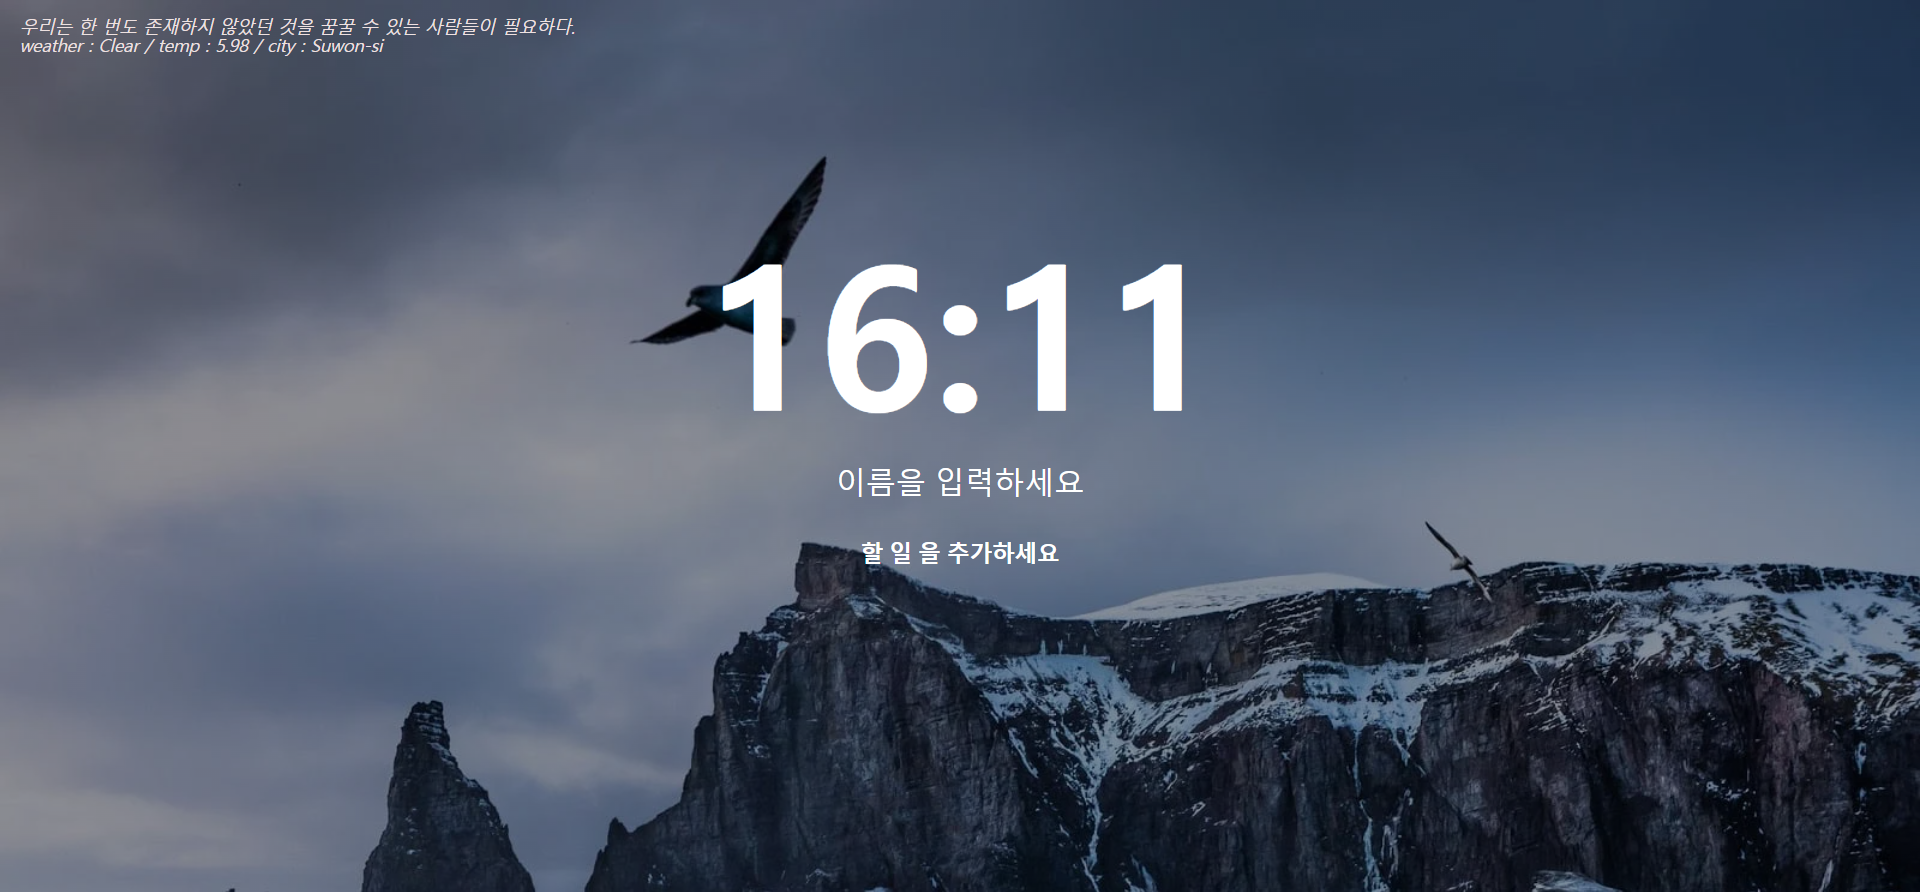 우리는 한 번도 존재하지 않았던 것을 꿈꿀 수 있는 사람들이 필요하다.
weather : Clear / temp : 5.98 / city : Suwon-si
16:11
이름을 입력하세요
할 일 을 추가하세요